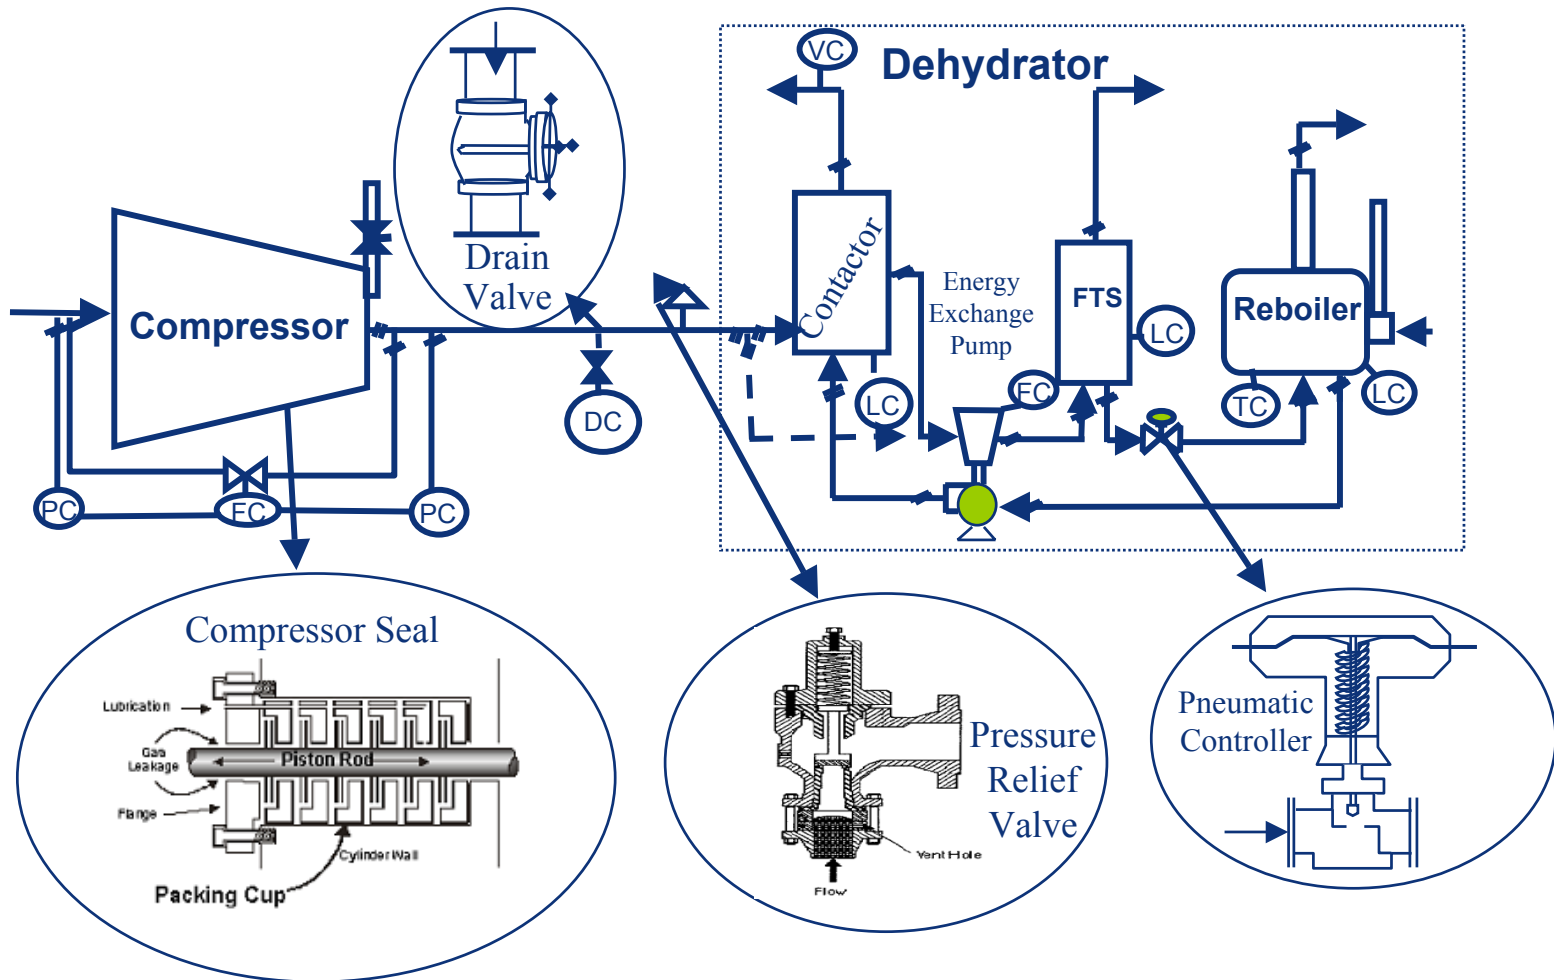 VC
Dehydrator
Drain
Valve
Compressor
Contactor
Energy
Exchange
Pump
FTS
LC
Reboiler
FC
LC
DC
TC
LC
PC
FC
PC
Compressor Seal
Lubrication
Gas
Leakage
Piston Rod
Flange
Cylinder Wall
Packing Cup
Pressure
Relief
Valve
Vent Hole
Flow
Pneumatic
Controller